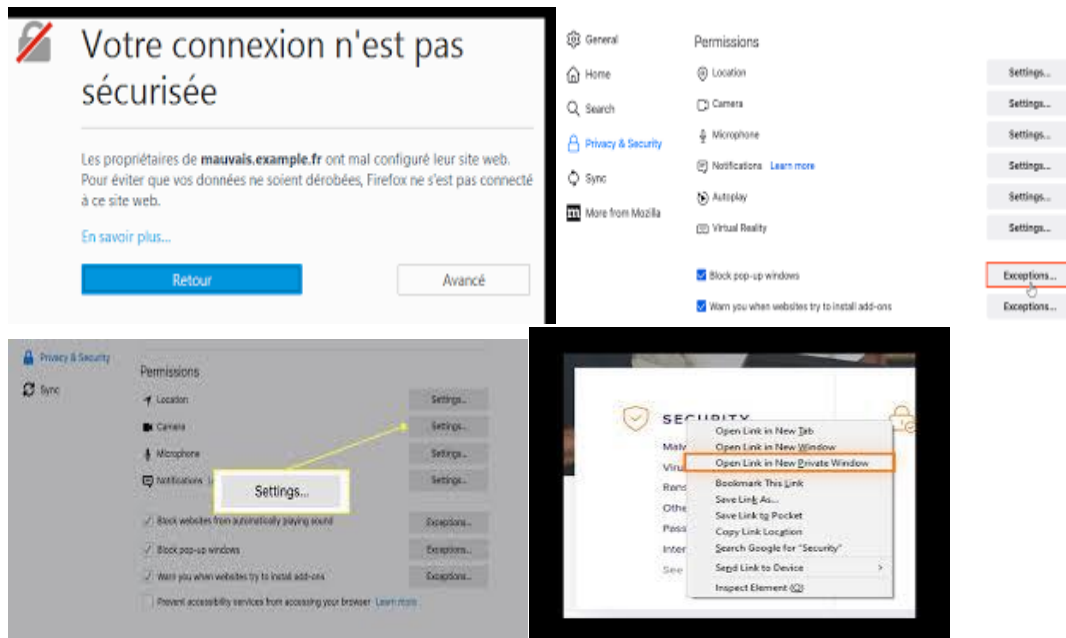 Votre connexion n'est pas
sécurisée
Les propriétaires de mauvais.example.fr ont mal configuré leur site web.
Pour éviter que vos données ne soient dérobées, Firefox ne s'est pas connecté
à ce site web.
En savoir plus...
Retour
Avancé
General
Home
Search
Privacy & Security
Sync
More from Mozilla
Permissions
Location Settings...
Camera Settings...
Microphone Settings...
Notifications Learn more Settings...
Autoplay Settings...
Virtual Reality Settings...
Block pop-up windows Exceptions...
Warn you when websites try to install add-ons Exceptions...
Privacy & Security
Sync
Permissions
Location Settings...
Camera Settings...
Microphone Settings...
Notifications Settings...
Settings...
Block websites from automatically playing sound Exceptions...
Block pop-up windows Exceptions...
Warn you when websites try to install add-ons Exceptions...
Prevent accessibility services from accessing your browser Learn more
SECURITY
Open Link in New Tab
Open Link in New Window
Open Link in New Private Window
Bookmark This Link
Save Link As...
Save Link to Pocket
Copy Link Location
Search Google for "Security"
Send Link to Device
Inspect Element (Q)
Viru
Rans
Othe
Pass
Inter
See